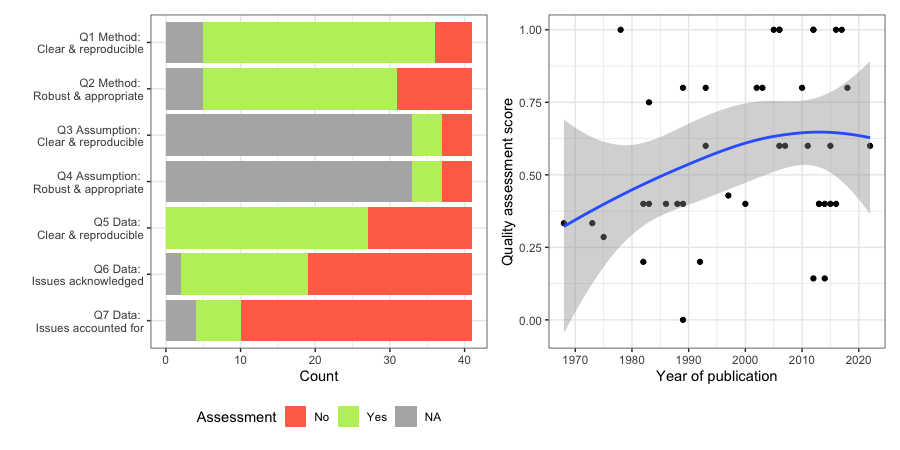 Q1 Method:
Clear & reproducible
Q2 Method:
Robust & appropriate
Q3 Assumption:
Clear & reproducible
Q4 Assumption:
Robust & appropriate
Q5 Data:
Clear & reproducible
Q6 Data:
Issues acknowledged
Q7 Data:
Issues accounted for
0 10 20 30 40
Count
Assessment No Yes NA
Quality assessment score
1.00
0.75
0.50
0.25
0.00
1970 1980 1990 2000 2010 2020
Year of publication